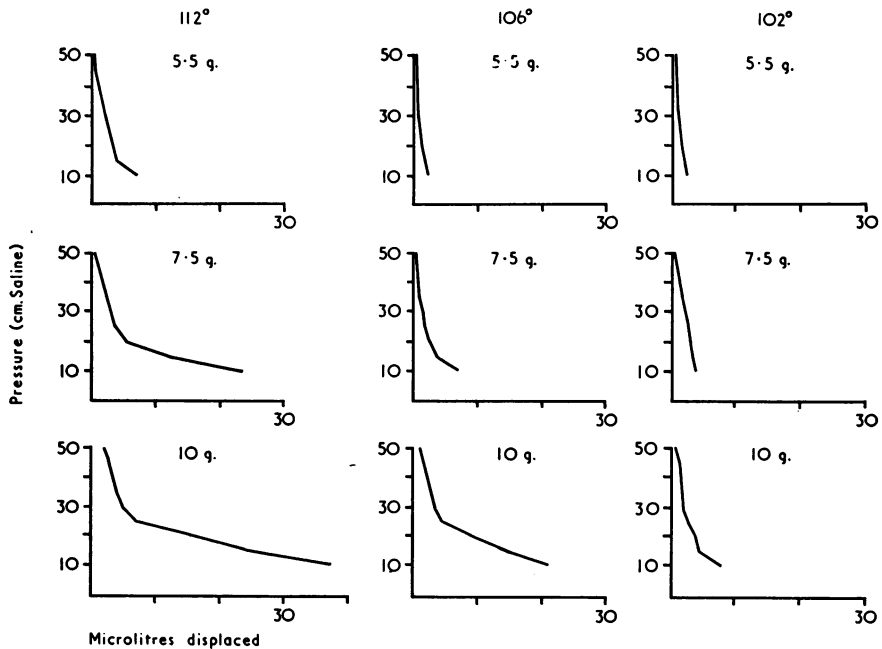 112° 106° 102°
50 5·5 g. 50 5·5 g. 50 5·5 g.
30 30 30
10 10 10
30 30 30
Pressure (cm. Saline)
50 7·5 g. 50 7·5 g. 50 7·5 g.
30 30 30
10 10 10
30 30 30
50 10 g. 50 10 g. 50 10 g.
30 30 30
10 10 10
30 30 30
Microlitres displaced